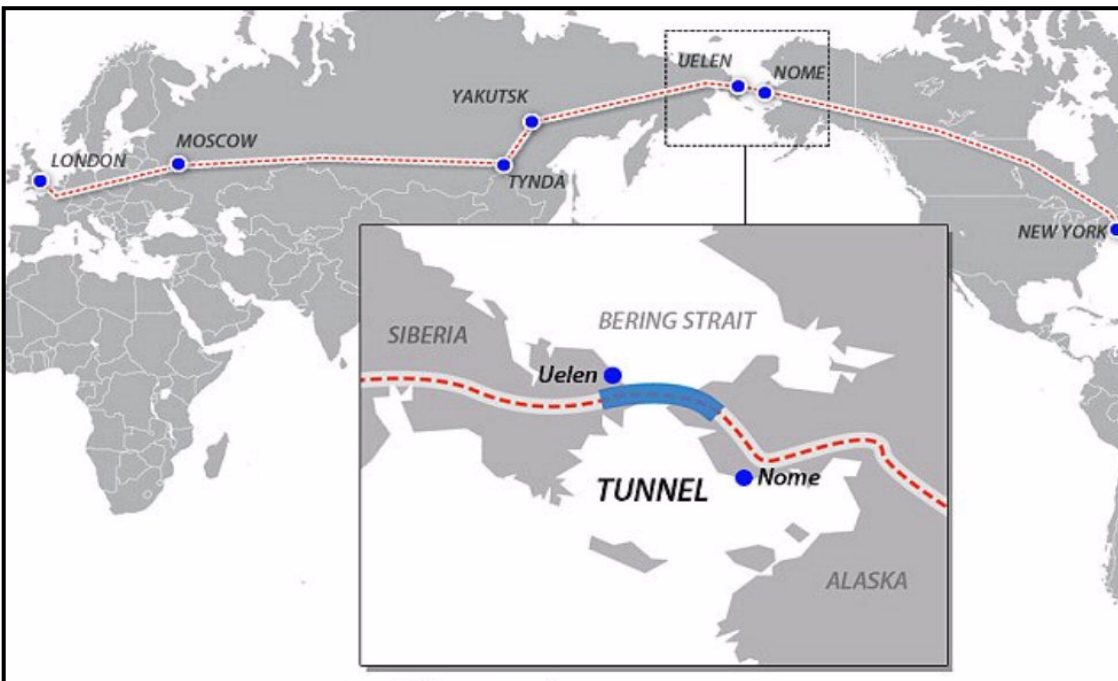 UELEN
NOME
YAKUTSK
MOSCOW
LONDON
TYNDA
NEW YORK
BERING STRAIT
SIBERIA
Uelen
TUNNEL
Nome
ALASKA